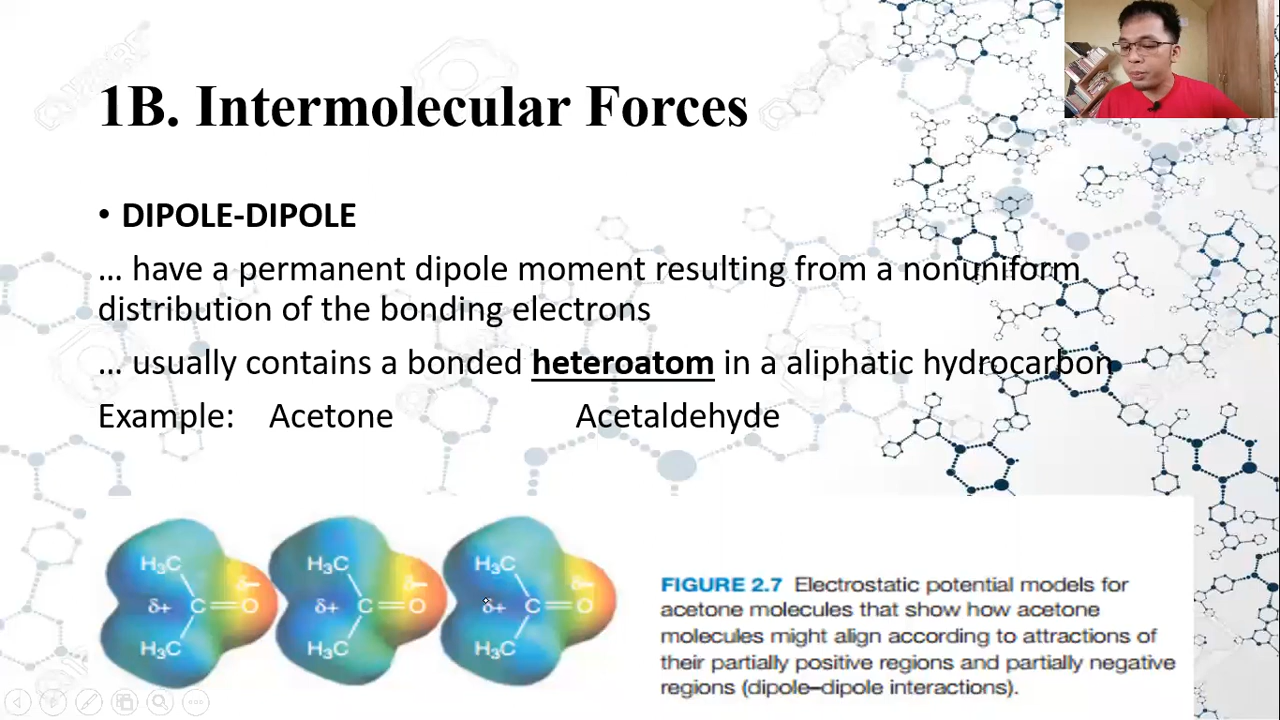 1B. Intermolecular Forces
• DIPOLE-DIPOLE
... have a permanent dipole moment resulting from a nonuniform
distribution of the bonding electrons
... usually contains a bonded heteroatom in a aliphatic hydrocarbon
Example: Acetone Acetaldehyde
H₃C H₃C H₃C
δ– δ– δ–
δ+ C=O δ+ C=O δ+ C=O
H₃C H₃C H₃C
FIGURE 2.7 Electrostatic potential models for
acetone molecules that show how acetone
molecules might align according to attractions of
their partially positive regions and partially negative
regions (dipole–dipole interactions).